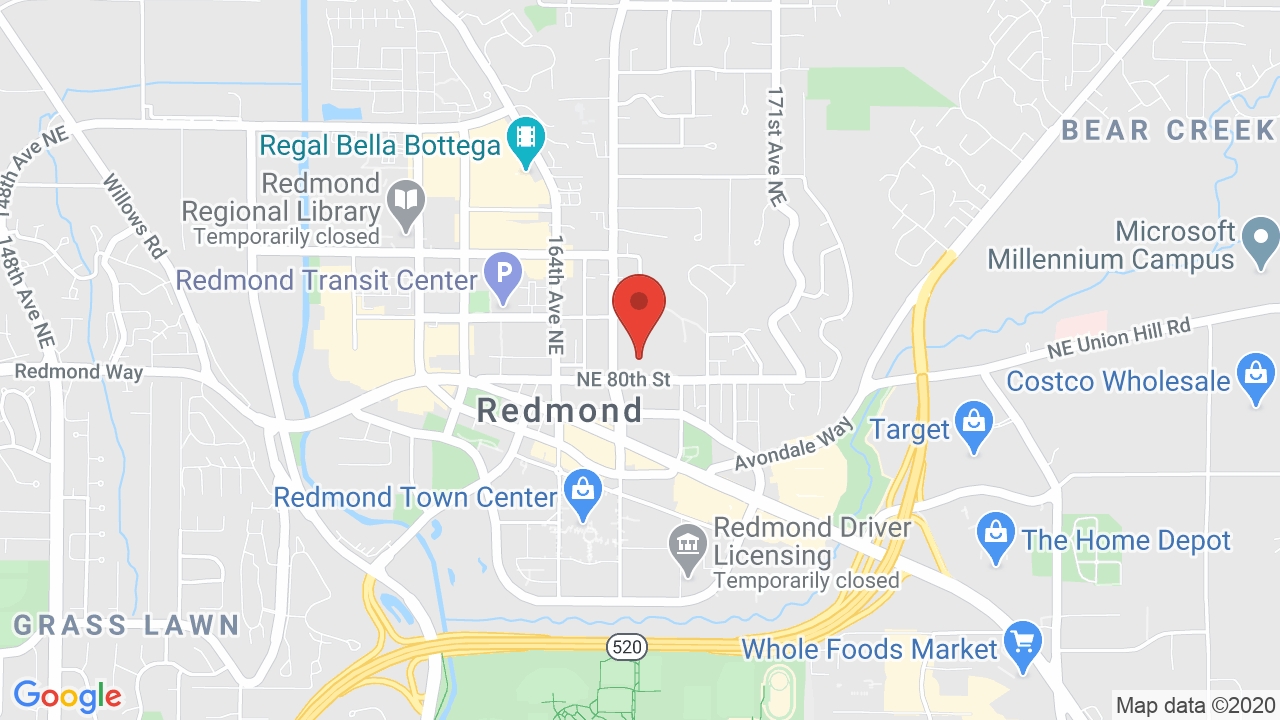 171st Ave NE
BEAR CREEK
148th Ave NE
Regal Bella Bottega
Willows Rd
Redmond
Regional Library
Temporarily closed
Microsoft
Millennium Campus
148th Ave NE
164th Ave NE
Redmond Transit Center
NE Union Hill Rd
Redmond Way
NE 80th St
Costco Wholesale
Redmond
Target
Avondale Way
Redmond Town Center
Redmond Driver
Licensing
Temporarily closed
The Home Depot
GRASS LAWN
520
Whole Foods Market
Google
Map data ©2020